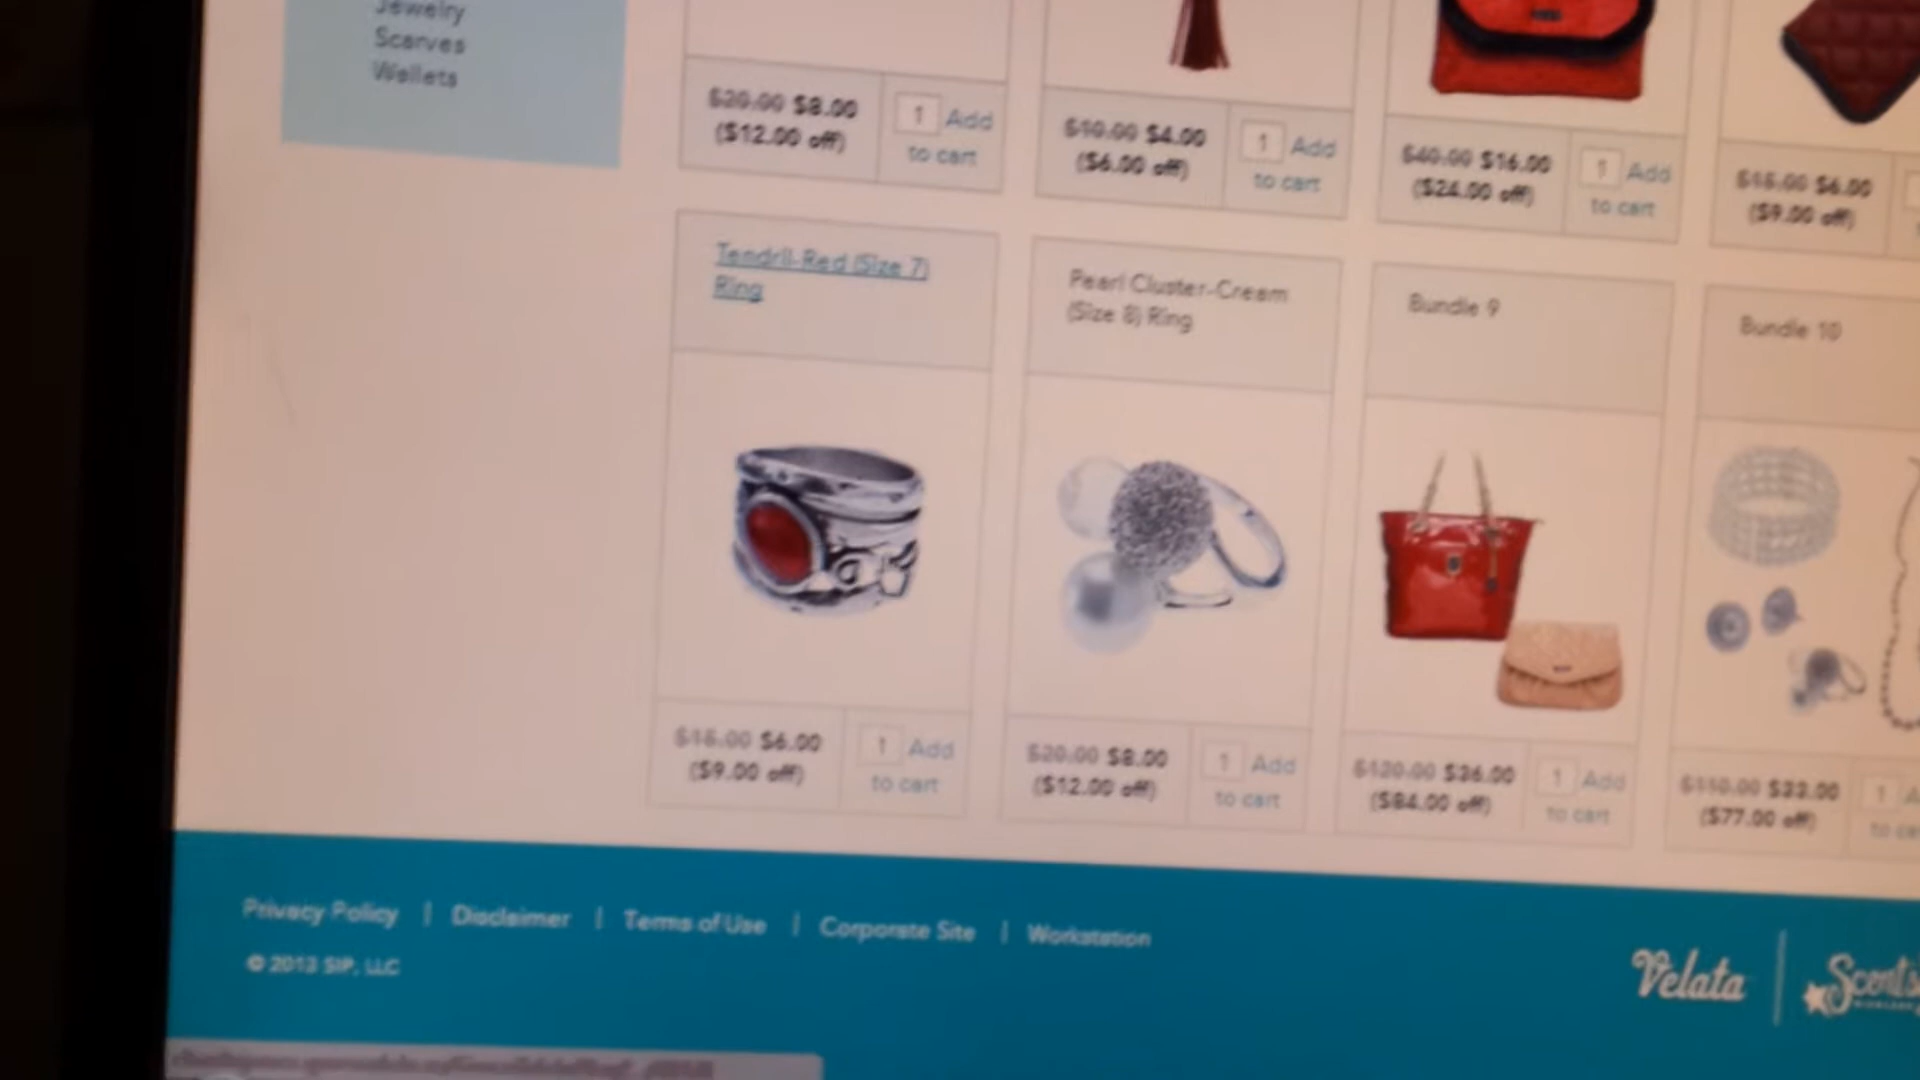 Jewelry
Scarves
Wallets
$20.00 $8.00
($12.00 off)
1 Add
to cart
$10.00 $4.00
($6.00 off)
1 Add
to cart
$40.00 $16.00
($24.00 off)
1 Add
to cart
$15.00 $6.00
($9.00 off)
Tendril-Red (Size 7)
Ring
Pearl Cluster-Cream
(Size 8) Ring
Bundle 9
Bundle 10
$15.00 $6.00
($9.00 off)
1 Add
to cart
$20.00 $8.00
($12.00 off)
1 Add
to cart
$120.00 $36.00
($84.00 off)
1 Add
to cart
$110.00 $33.00
($77.00 off)
1 A
to ca
Privacy Policy | Disclaimer | Terms of Use | Corporate Site | Workstation
© 2013 SIP, LLC
Velata
Scents